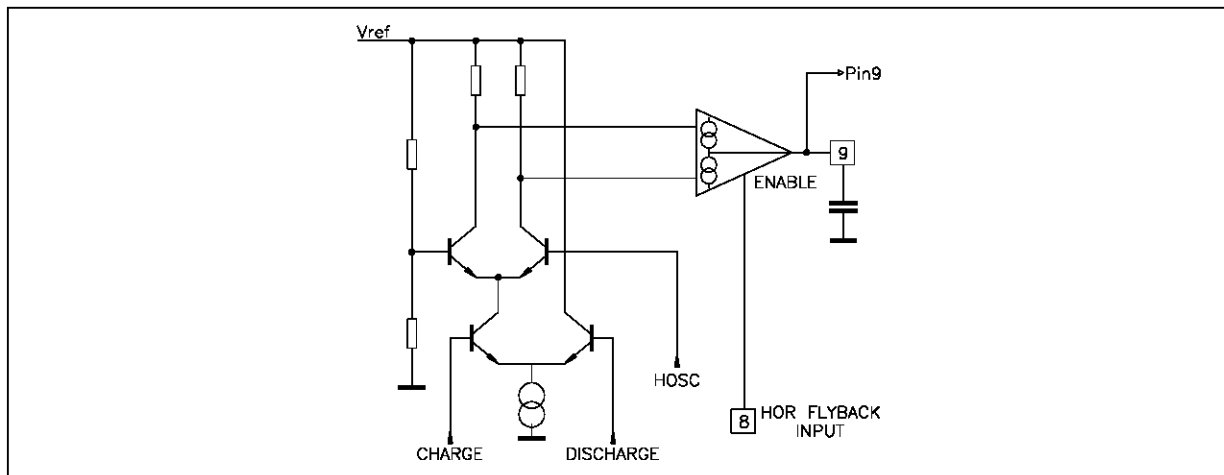 Vref
Pin9
9
ENABLE
HOSC
8
HOR FLYBACK
INPUT
CHARGE
DISCHARGE